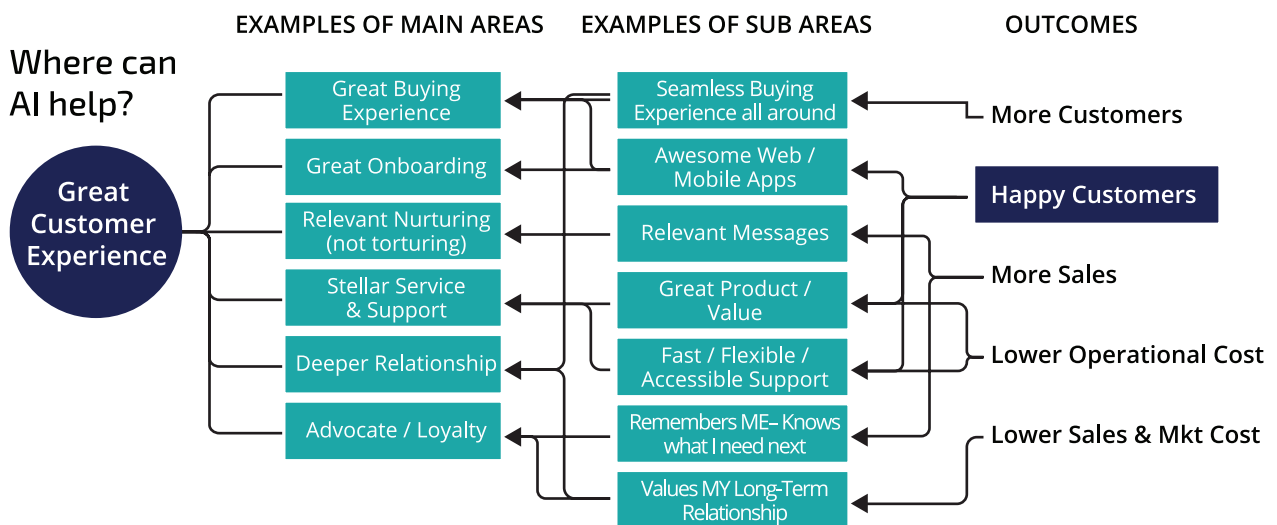 EXAMPLES OF MAIN AREAS
EXAMPLES OF SUB AREAS
OUTCOMES
Where can
AI help?
Great
Customer
Experience
Great Buying
Experience
Great Onboarding
Relevant Nurturing
(not torturing)
Stellar Service
& Support
Deeper Relationship
Advocate / Loyalty
Seamless Buying
Experience all around
Awesome Web /
Mobile Apps
Relevant Messages
Great Product /
Value
Fast / Flexible /
Accessible Support
Remembers ME– Knows
what I need next
Values MY Long-Term
Relationship
More Customers
Happy Customers
More Sales
Lower Operational Cost
Lower Sales & Mkt Cost